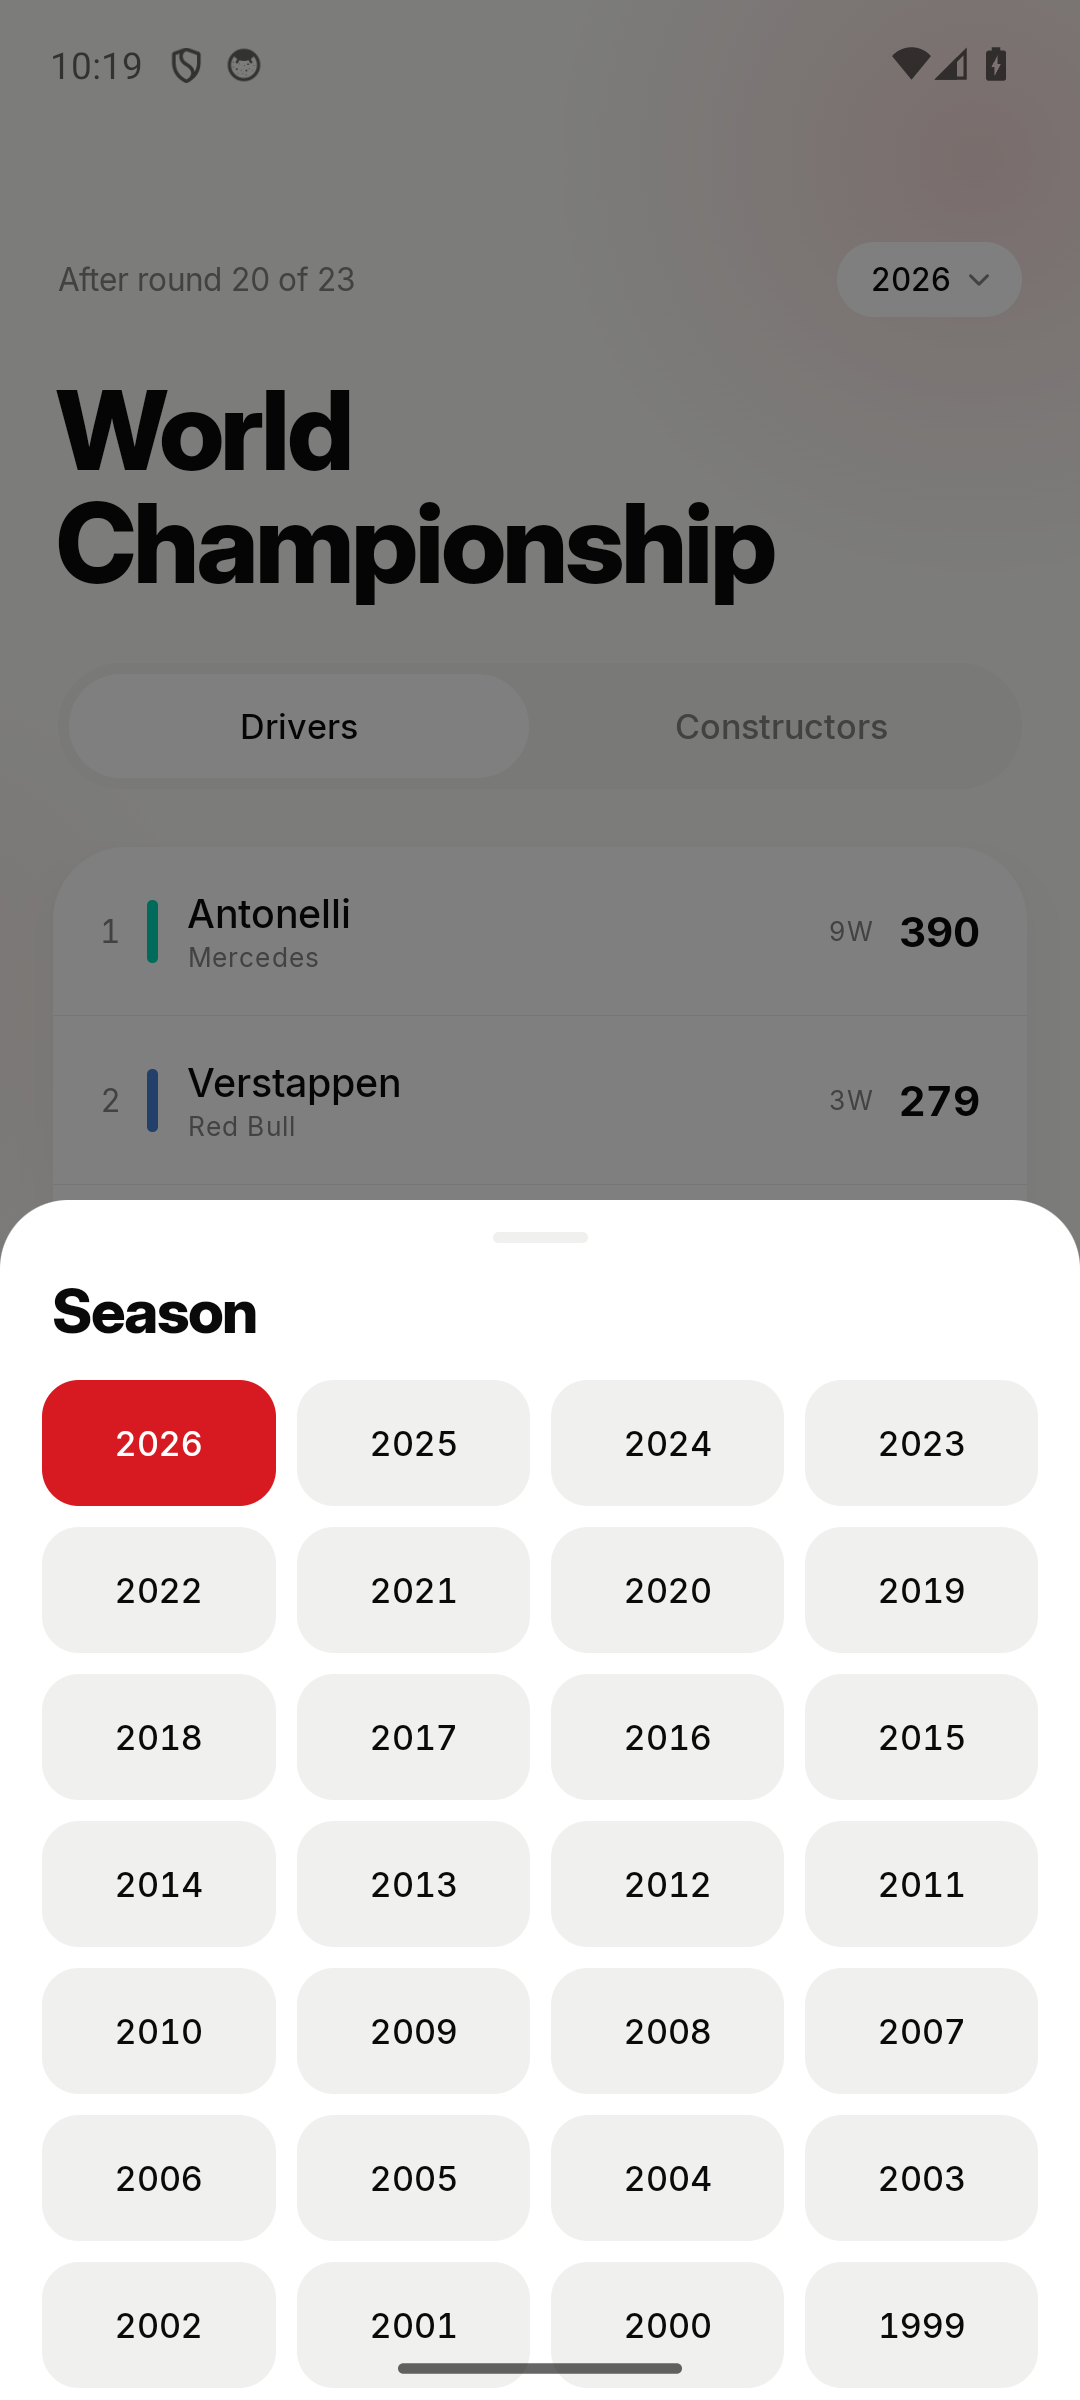 10:19
After round 20 of 23
2026
World
Championship
Drivers
Constructors
1
Antonelli
Mercedes
9W
390
2
Verstappen
Red Bull
3W
279
Season
2026 2025 2024 2023
2022 2021 2020 2019
2018 2017 2016 2015
2014 2013 2012 2011
2010 2009 2008 2007
2006 2005 2004 2003
2002 2001 2000 1999